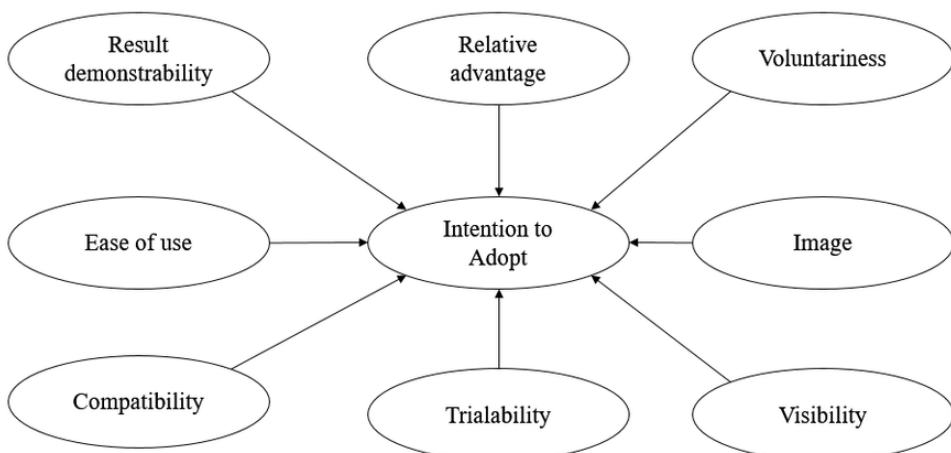 Result
demonstrability
Relative
advantage
Voluntariness
Ease of use
Intention to
Adopt
Image
Compatibility
Trialability
Visibility